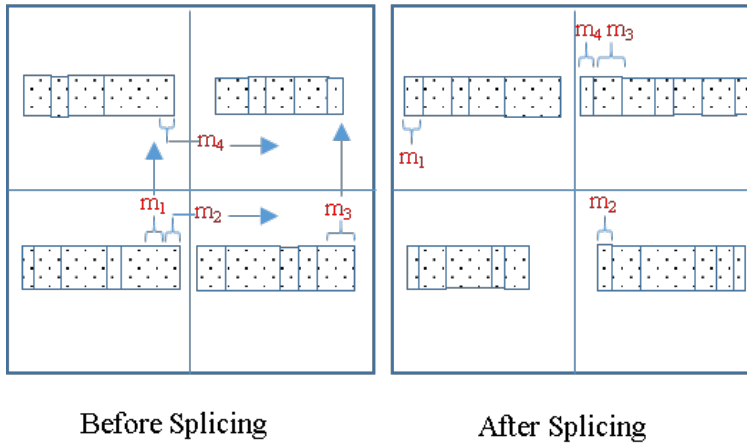 m₄ m₃
m₄
m₁
m₁ m₂ m₃
m₂
Before Splicing After Splicing